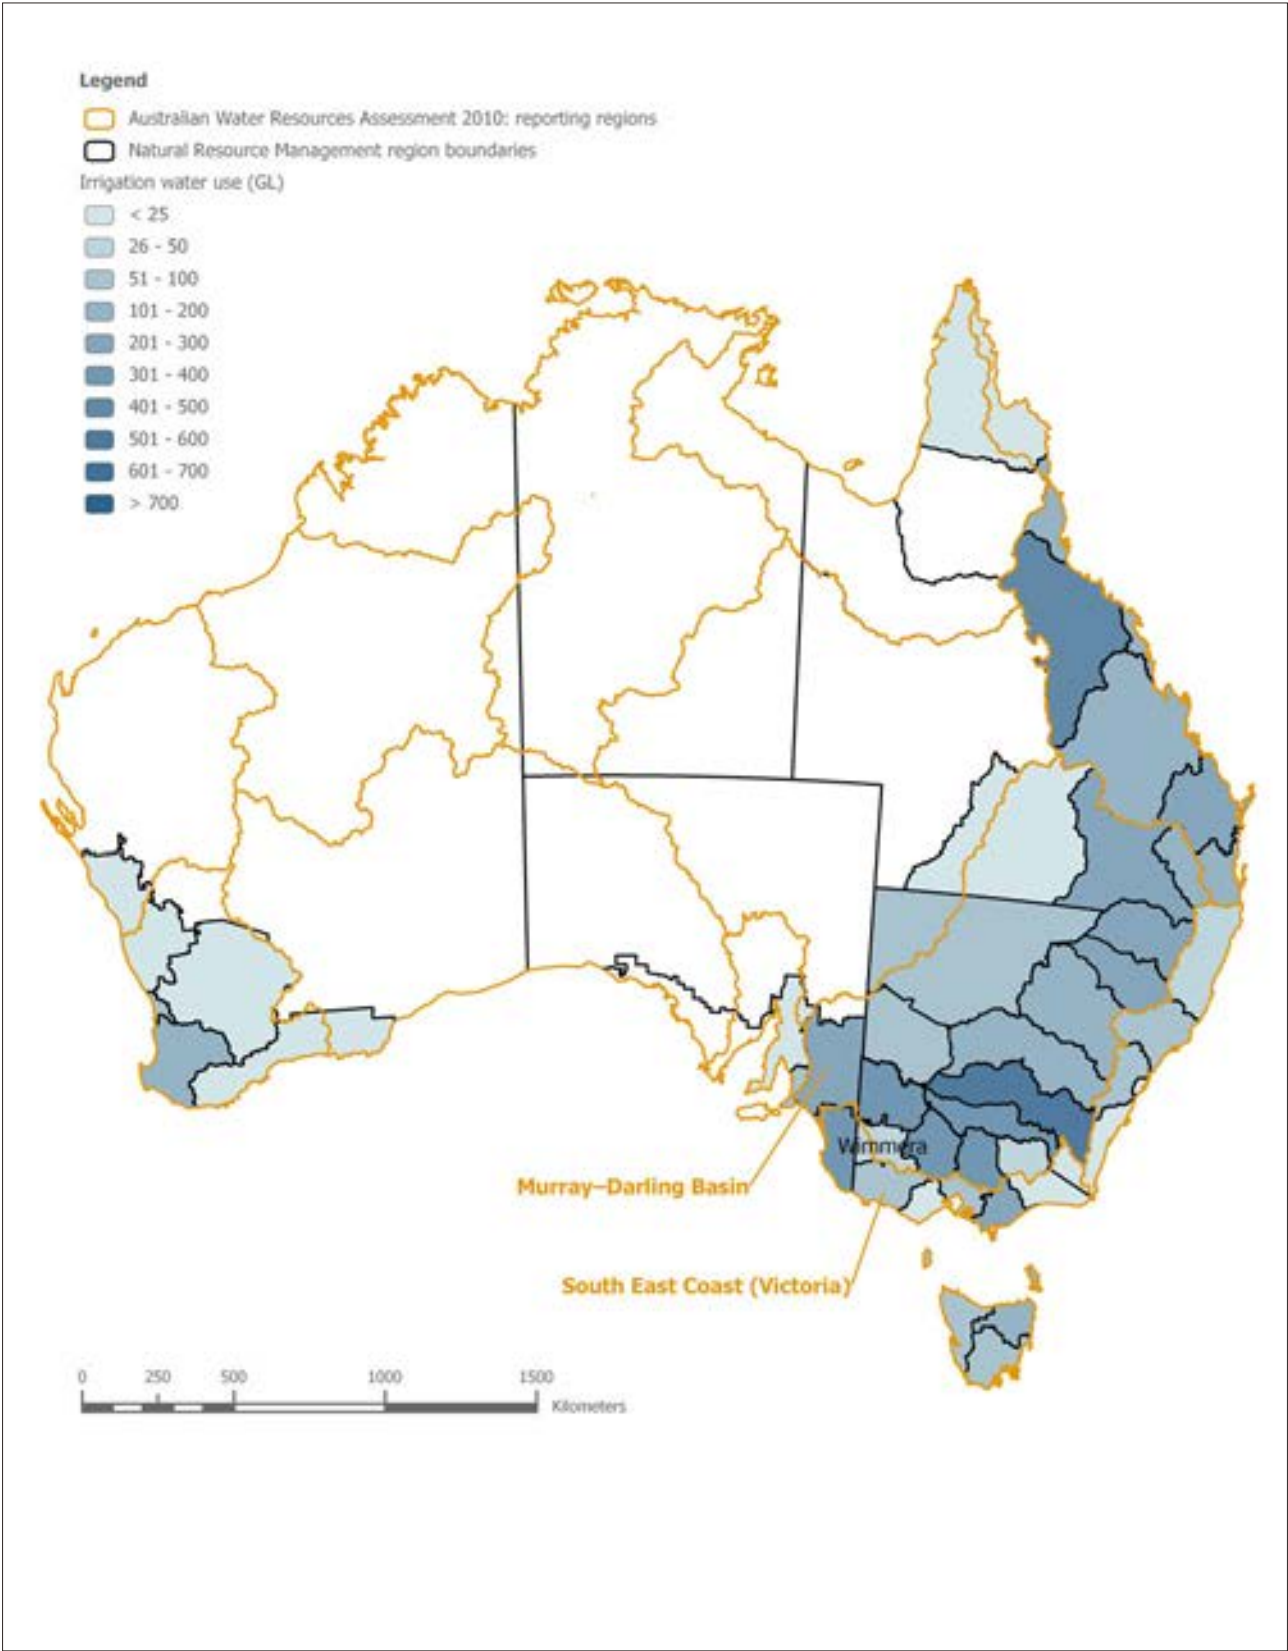 Legend
Australian Water Resources Assessment 2010: reporting regions
Natural Resource Management region boundaries
Irrigation water use (GL)
< 25
26 - 50
51 - 100
101 - 200
201 - 300
301 - 400
401 - 500
501 - 600
601 - 700
> 700
Wimmera
Murray–Darling Basin
South East Coast (Victoria)
0 250 500 1000 1500
Kilometers